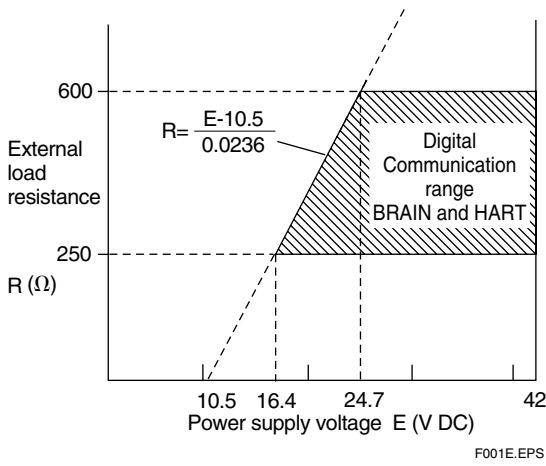 600
R= E-10.5
0.0236
External
load
resistance
Digital
Communication
range
BRAIN and HART
250
R (Ω)
10.5 16.4 24.7 42
Power supply voltage E (V DC)
F001E.EPS